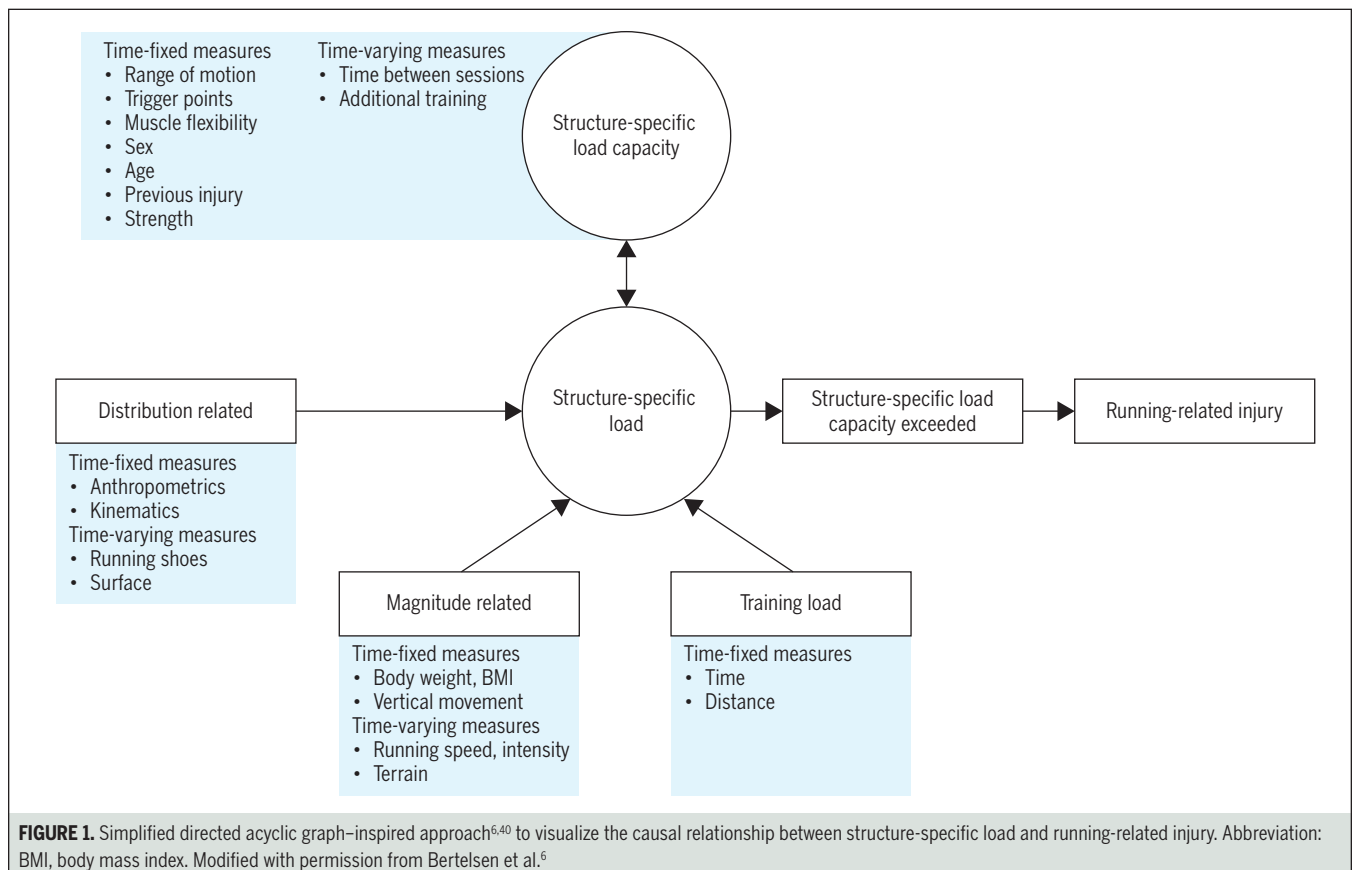 Time-fixed measures
• Range of motion
• Trigger points
• Muscle flexibility
• Sex
• Age
• Previous injury
• Strength
Time-varying measures
• Time between sessions
• Additional training
Structure-specific
load capacity
Distribution related
Time-fixed measures
• Anthropometrics
• Kinematics
Time-varying measures
• Running shoes
• Surface
Structure-specific
load
Structure-specific load
capacity exceeded
Running-related injury
Magnitude related
Time-fixed measures
• Body weight, BMI
• Vertical movement
Time-varying measures
• Running speed, intensity
• Terrain
Training load
Time-fixed measures
• Time
• Distance
FIGURE 1. Simplified directed acyclic graph–inspired approach6,40 to visualize the causal relationship between structure-specific load and running-related injury. Abbreviation:
BMI, body mass index. Modified with permission from Bertelsen et al.6